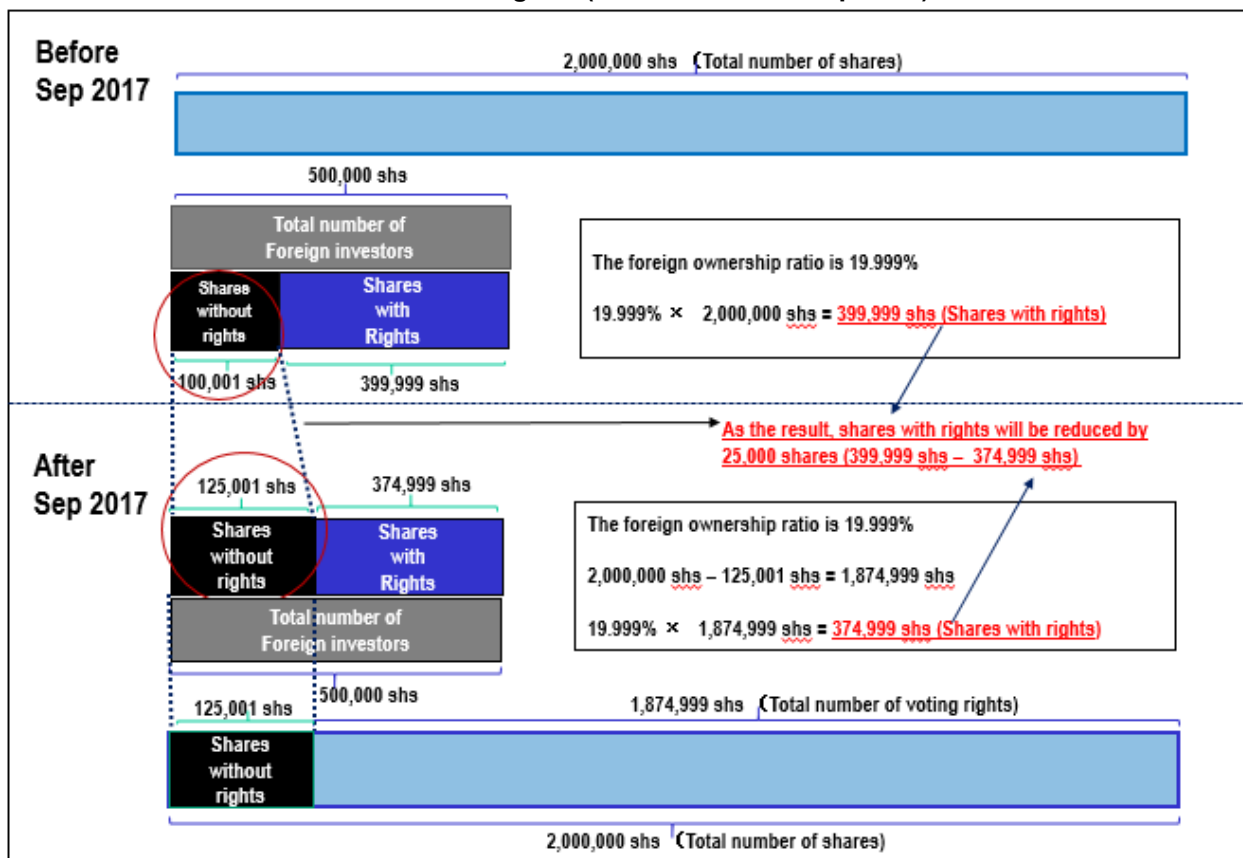 Before
Sep 2017
2,000,000 shs (Total number of shares)
500,000 shs
Total number of
Foreign investors
Shares
without
rights
Shares
with
Rights
100,001 shs
399,999 shs
The foreign ownership ratio is 19.999%
19.999% × 2,000,000 shs = 399,999 shs (Shares with rights)
As the result, shares with rights will be reduced by
25,000 shares (399,999 shs – 374,999 shs)
After
Sep 2017
125,001 shs
374,999 shs
Shares
without
rights
Shares
with
Rights
Total number of
Foreign investors
500,000 shs
The foreign ownership ratio is 19.999%
2,000,000 shs – 125,001 shs = 1,874,999 shs
19.999% × 1,874,999 shs = 374,999 shs (Shares with rights)
125,001 shs
1,874,999 shs (Total number of voting rights)
Shares
without
rights
2,000,000 shs (Total number of shares)